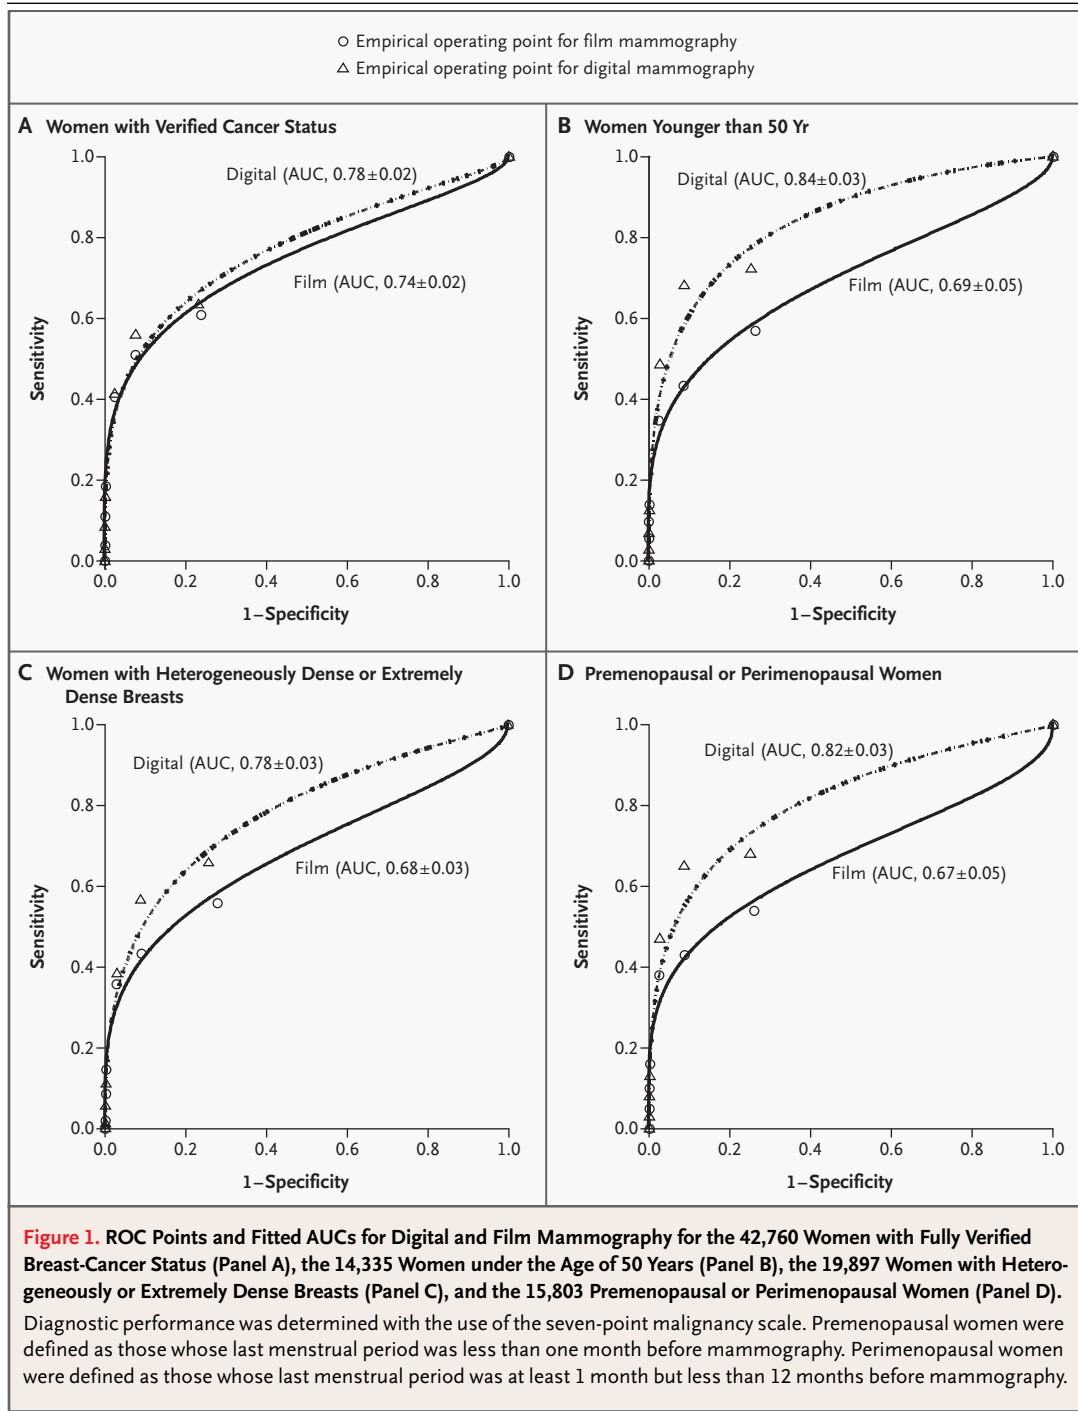 Empirical operating point for film mammography
Empirical operating point for digital mammography
A Women with Verified Cancer Status
1.0
0.8
0.6
0.4
0.2
0.0
Sensitivity
Digital (AUC, 0.78±0.02)
Film (AUC, 0.74±0.02)
0.0 0.2 0.4 0.6 0.8 1.0
1–Specificity
B Women Younger than 50 Yr
1.0
0.8
0.6
0.4
0.2
0.0
Sensitivity
Digital (AUC, 0.84±0.03)
Film (AUC, 0.69±0.05)
0.0 0.2 0.4 0.6 0.8 1.0
1–Specificity
C Women with Heterogeneously Dense or Extremely
Dense Breasts
1.0
0.8
0.6
0.4
0.2
0.0
Sensitivity
Digital (AUC, 0.78±0.03)
Film (AUC, 0.68±0.03)
0.0 0.2 0.4 0.6 0.8 1.0
1–Specificity
D Premenopausal or Perimenopausal Women
1.0
0.8
0.6
0.4
0.2
0.0
Sensitivity
Digital (AUC, 0.82±0.03)
Film (AUC, 0.67±0.05)
0.0 0.2 0.4 0.6 0.8 1.0
1–Specificity
Figure 1. ROC Points and Fitted AUCs for Digital and Film Mammography for the 42,760 Women with Fully Verified
Breast-Cancer Status (Panel A), the 14,335 Women under the Age of 50 Years (Panel B), the 19,897 Women with Hetero-
geneously or Extremely Dense Breasts (Panel C), and the 15,803 Premenopausal or Perimenopausal Women (Panel D).
Diagnostic performance was determined with the use of the seven-point malignancy scale. Premenopausal women were
defined as those whose last menstrual period was less than one month before mammography. Perimenopausal women
were defined as those whose last menstrual period was at least 1 month but less than 12 months before mammography.